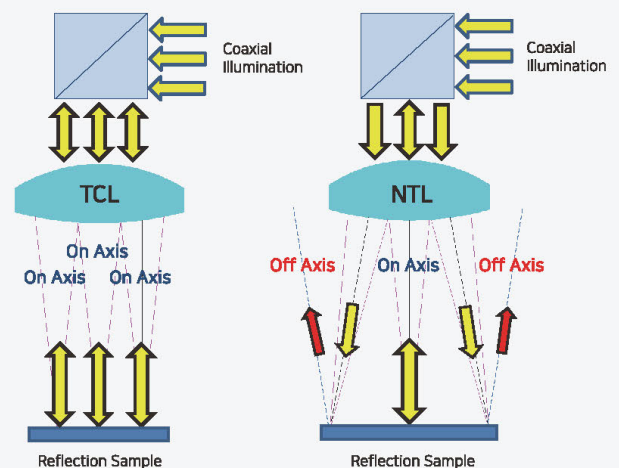 Coaxial
Illumination
TCL
On Axis
On Axis On Axis
Reflection Sample
Coaxial
Illumination
NTL
Off Axis On Axis Off Axis
Reflection Sample